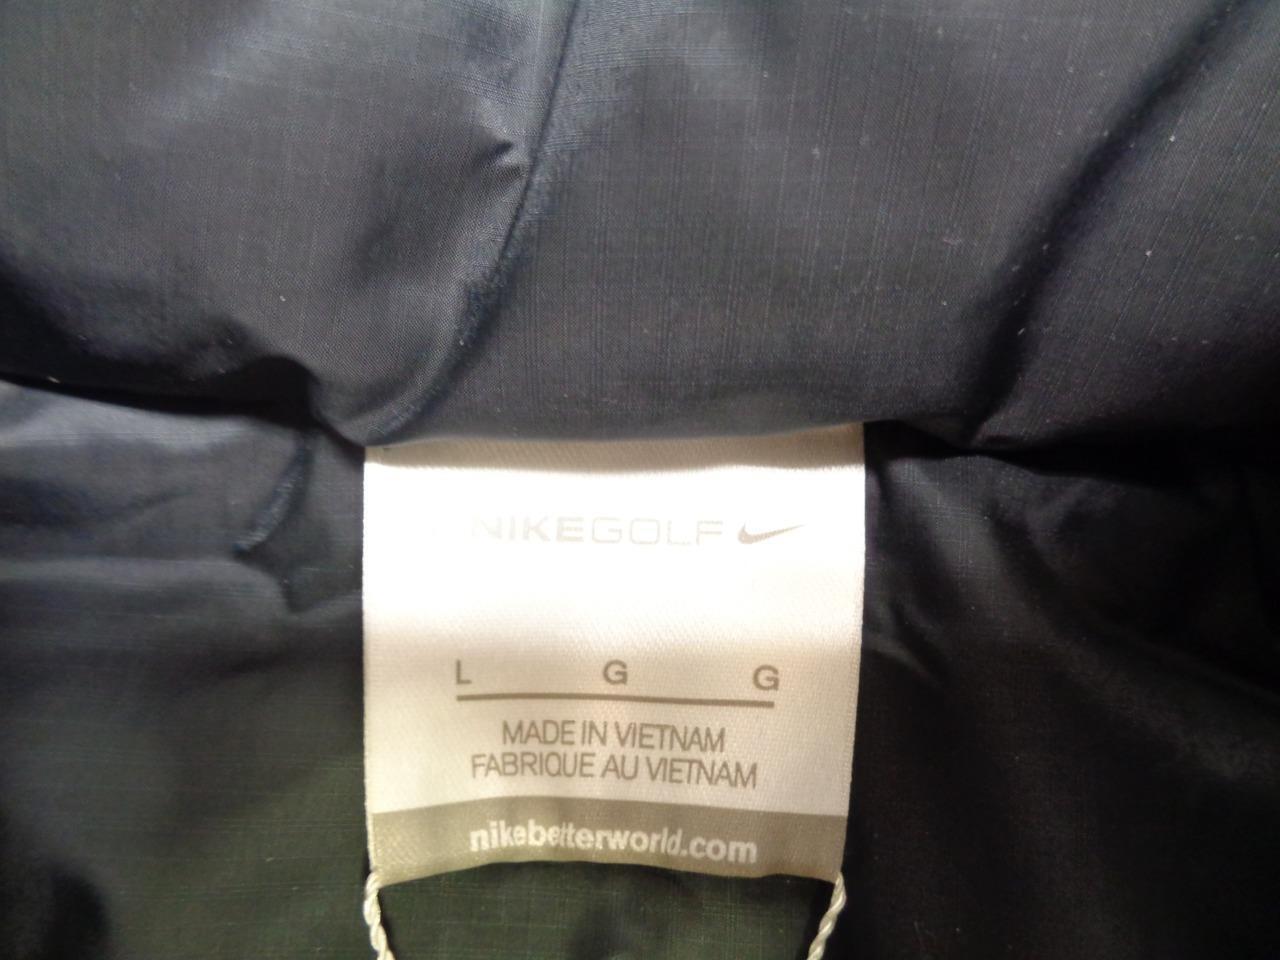 NIKEGOLF
L G G
MADE IN VIETNAM
FABRIQUE AU VIETNAM
nikebetterworld.com